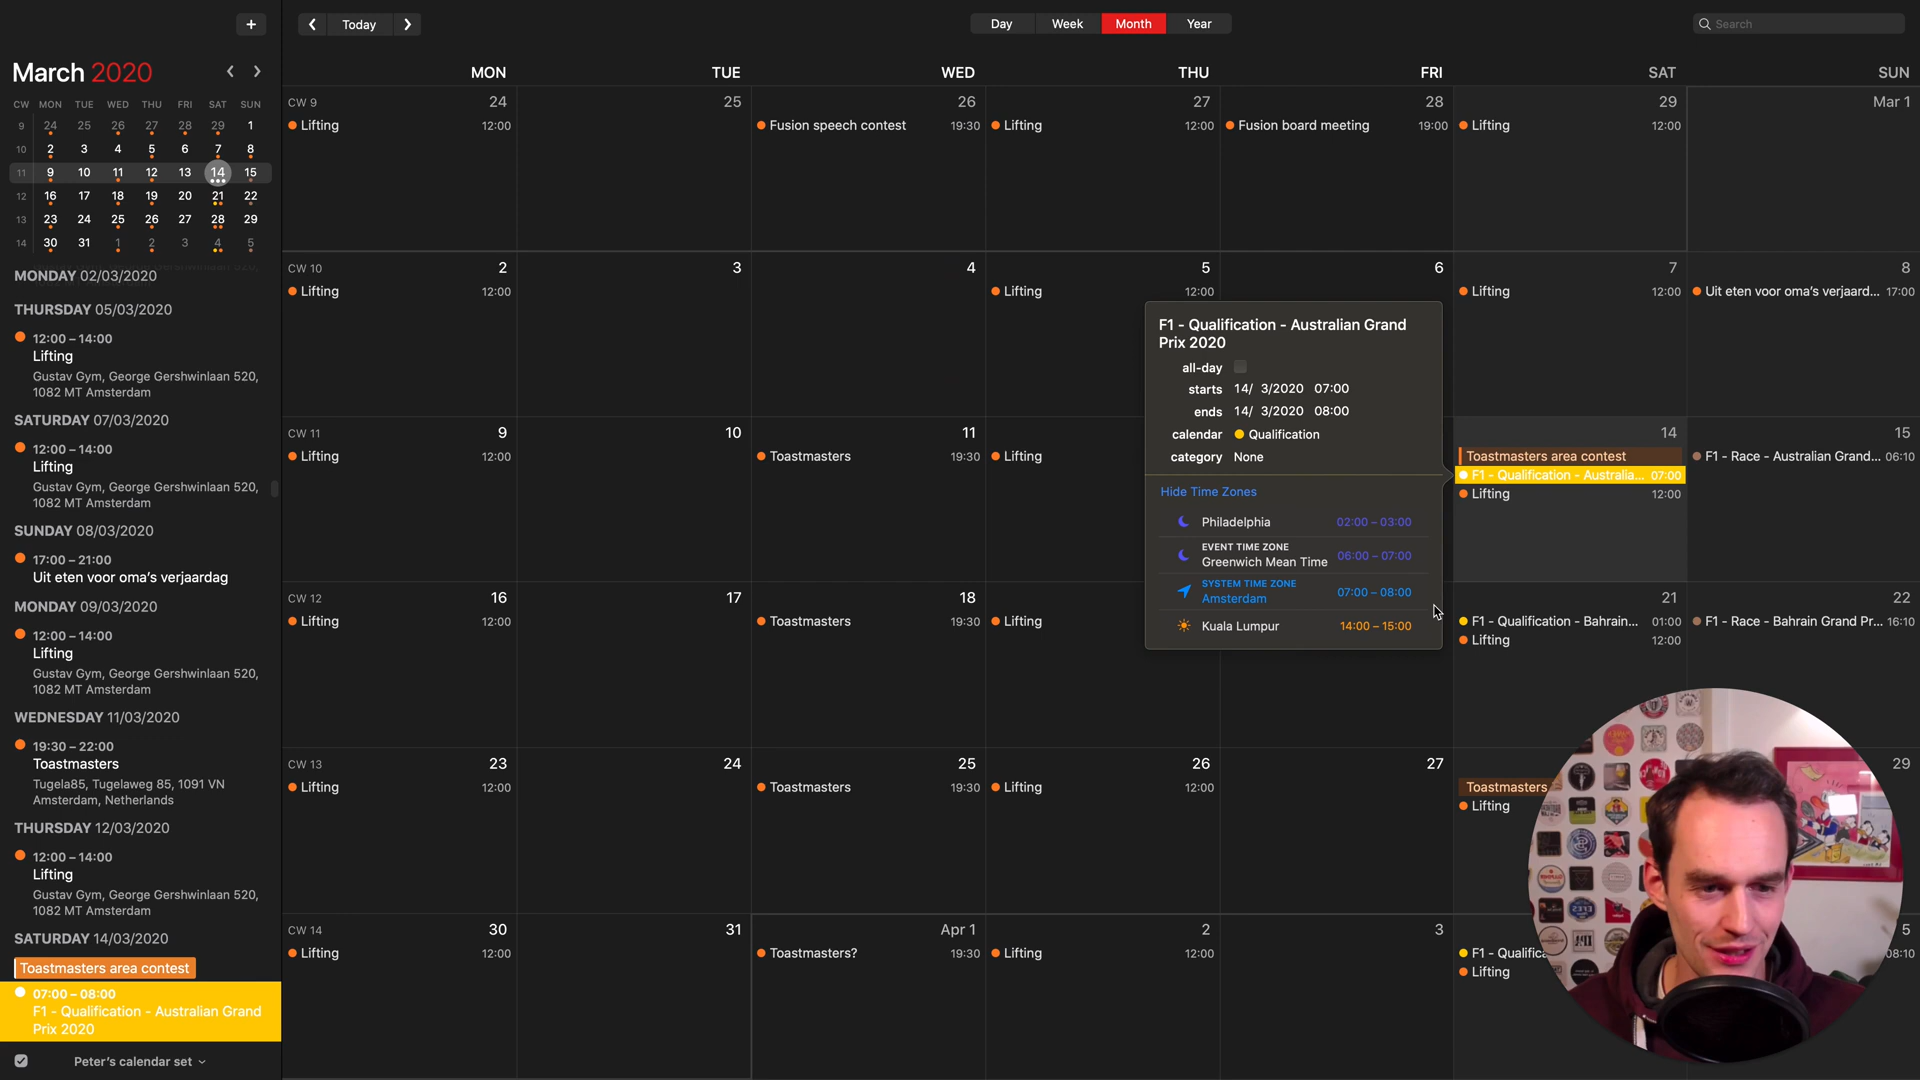 March 2020
CW MON TUE WED THU FRI SAT SUN
9 24 25 26 27 28 29 1
10 2 3 4 5 6 7 8
11 9 10 11 12 13 14 15
12 16 17 18 19 20 21 22
13 23 24 25 26 27 28 29
14 30 31 1 2 3 4 5
MONDAY 02/03/2020
THURSDAY 05/03/2020
12:00 – 14:00
Lifting
Gustav Gym, George Gershwinlaan 520,
1082 MT Amsterdam
SATURDAY 07/03/2020
12:00 – 14:00
Lifting
Gustav Gym, George Gershwinlaan 520,
1082 MT Amsterdam
SUNDAY 08/03/2020
17:00 – 21:00
Uit eten voor oma's verjaardag
MONDAY 09/03/2020
12:00 – 14:00
Lifting
Gustav Gym, George Gershwinlaan 520,
1082 MT Amsterdam
WEDNESDAY 11/03/2020
19:30 – 22:00
Toastmasters
Tugela85, Tugelaweg 85, 1091 VN
Amsterdam, Netherlands
THURSDAY 12/03/2020
12:00 – 14:00
Lifting
Gustav Gym, George Gershwinlaan 520,
1082 MT Amsterdam
SATURDAY 14/03/2020
Toastmasters area contest
07:00 – 08:00
F1 - Qualification - Australian Grand
Prix 2020
Peter's calendar set
Today Day Week Month Year Search
MON TUE WED THU FRI SAT SUN
CW 9 24 25 26 27 28 29 Mar 1
Lifting 12:00 Fusion speech contest 19:30 Lifting 12:00 Fusion board meeting 19:00 Lifting 12:00
CW 10 2 3 4 5 6 7 8
Lifting 12:00 Lifting 12:00 Lifting 12:00 Uit eten voor oma's verjaard... 17:00
CW 11 9 10 11 14 15
Lifting 12:00 Toastmasters 19:30 Lifting Toastmasters area contest F1 - Race - Australian Grand... 06:10
F1 - Qualification - Australia... 07:00
Lifting 12:00
CW 12 16 17 18 21 22
Lifting 12:00 Toastmasters 19:30 Lifting F1 - Qualification - Bahrain... 01:00 F1 - Race - Bahrain Grand Pr... 16:10
Lifting 12:00
CW 13 23 24 25 26 27 29
Lifting 12:00 Toastmasters 19:30 Lifting 12:00 Toastmasters
Lifting
CW 14 30 31 Apr 1 2 3 5
Lifting 12:00 Toastmasters? 19:30 Lifting 12:00 F1 - Qualifica 08:10
Lifting
F1 - Qualification - Australian Grand
Prix 2020
all-day
starts 14/ 3/2020 07:00
ends 14/ 3/2020 08:00
calendar Qualification
category None
Hide Time Zones
Philadelphia 02:00 – 03:00
EVENT TIME ZONE
Greenwich Mean Time 06:00 – 07:00
SYSTEM TIME ZONE
Amsterdam 07:00 – 08:00
Kuala Lumpur 14:00 – 15:00